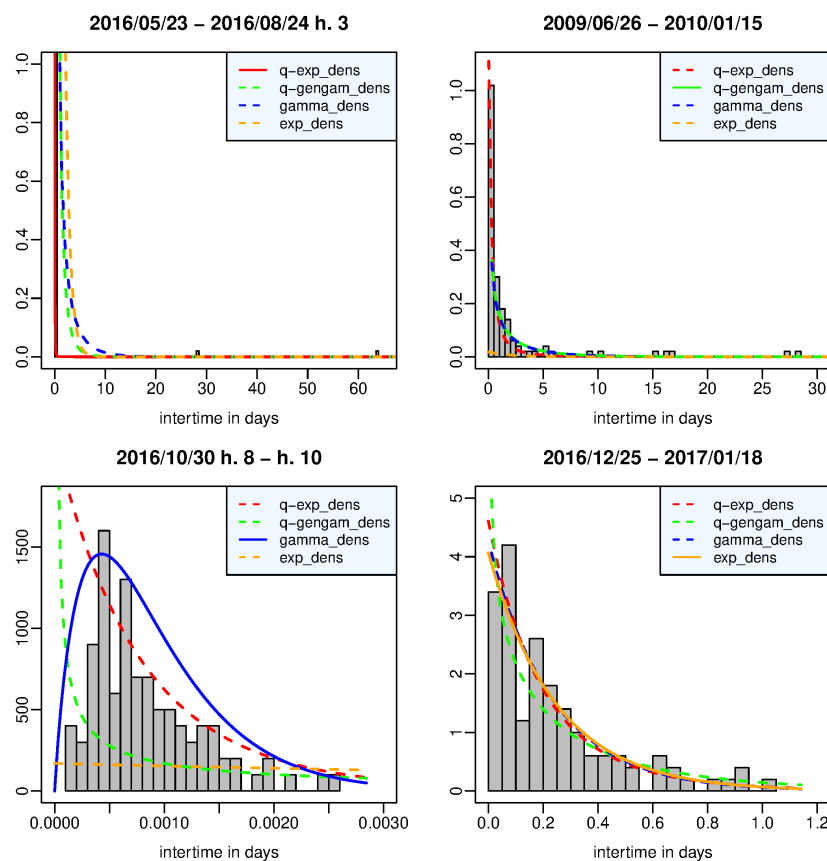 2016/05/23 − 2016/08/24 h. 3
1.0
0.8
0.6
0.4
0.2
0.0
q−exp_dens
q−gengam_dens
gamma_dens
exp_dens
0 10 20 30 40 50 60
intertime in days
2009/06/26 − 2010/01/15
1.0
0.8
0.6
0.4
0.2
0.0
q−exp_dens
q−gengam_dens
gamma_dens
exp_dens
0 5 10 15 20 25 30
intertime in days
2016/10/30 h. 8 − h. 10
1500
500
0
q−exp_dens
q−gengam_dens
gamma_dens
exp_dens
0.0000 0.0010 0.0020 0.0030
intertime in days
2016/12/25 − 2017/01/18
5
4
3
2
1
0
q−exp_dens
q−gengam_dens
gamma_dens
exp_dens
0.0 0.2 0.4 0.6 0.8 1.0 1.2
intertime in days